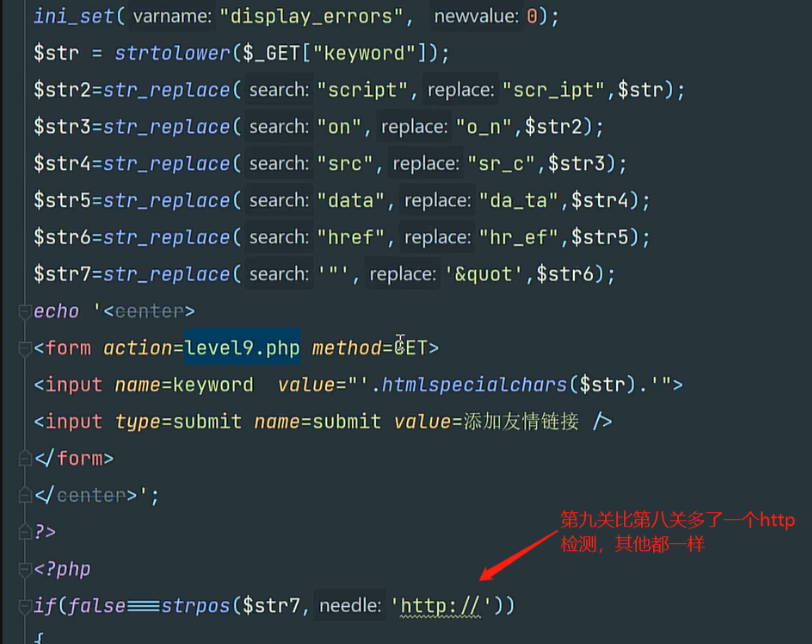 ini_set( varname: "display_errors", newvalue: 0);
$str = strtolower($_GET["keyword"]);
$str2=str_replace( search: "script", replace: "scr_ipt",$str);
$str3=str_replace( search: "on", replace: "o_n",$str2);
$str4=str_replace( search: "src", replace: "sr_c",$str3);
$str5=str_replace( search: "data", replace: "da_ta",$str4);
$str6=str_replace( search: "href", replace: "hr_ef",$str5);
$str7=str_replace( search: '"', replace: '&quot',$str6);
echo '<center>
<form action=level9.php method=GET>
<input name=keyword  value="'.htmlspecialchars($str).'">
<input type=submit name=submit value=添加友情链接 />
</form>
</center>';
?>
第九关比第八关多了一个http
检测，其他都一样
<?php
if(false===strpos($str7, needle: 'http://'))
{